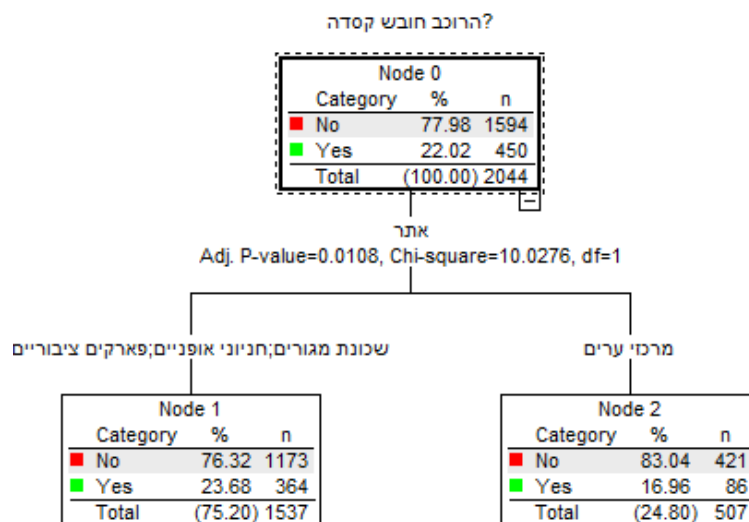 הרוכב חובש קסדה?
Node 0
Category % n
No 77.98 1594
Yes 22.02 450
Total (100.00) 2044
אתר
Adj. P-value=0.0108, Chi-square=10.0276, df=1
שכונת מגורים;חניוני אופניים;פארקים ציבוריים
מרכזי ערים
Node 1
Category % n
No 76.32 1173
Yes 23.68 364
Total (75.20) 1537
Node 2
Category % n
No 83.04 421
Yes 16.96 86
Total (24.80) 507